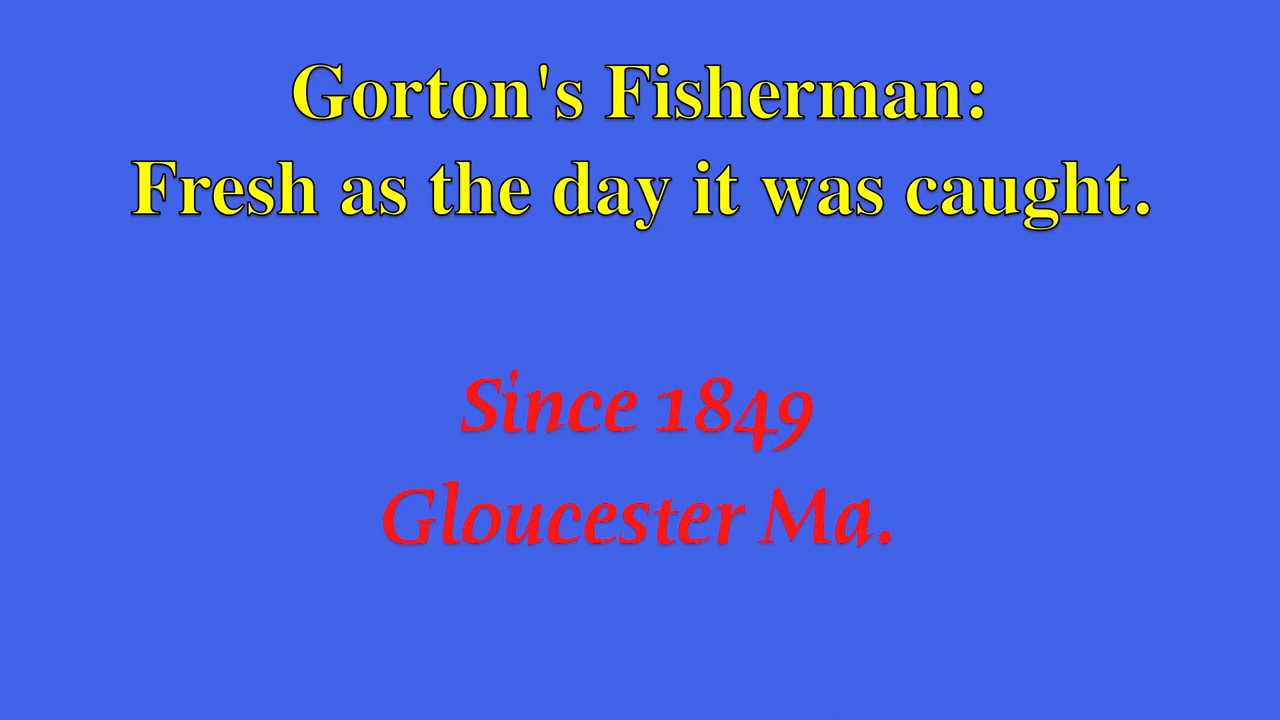 Gorton's Fisherman:
Fresh as the day it was caught.
Since 1849
Gloucester Ma.